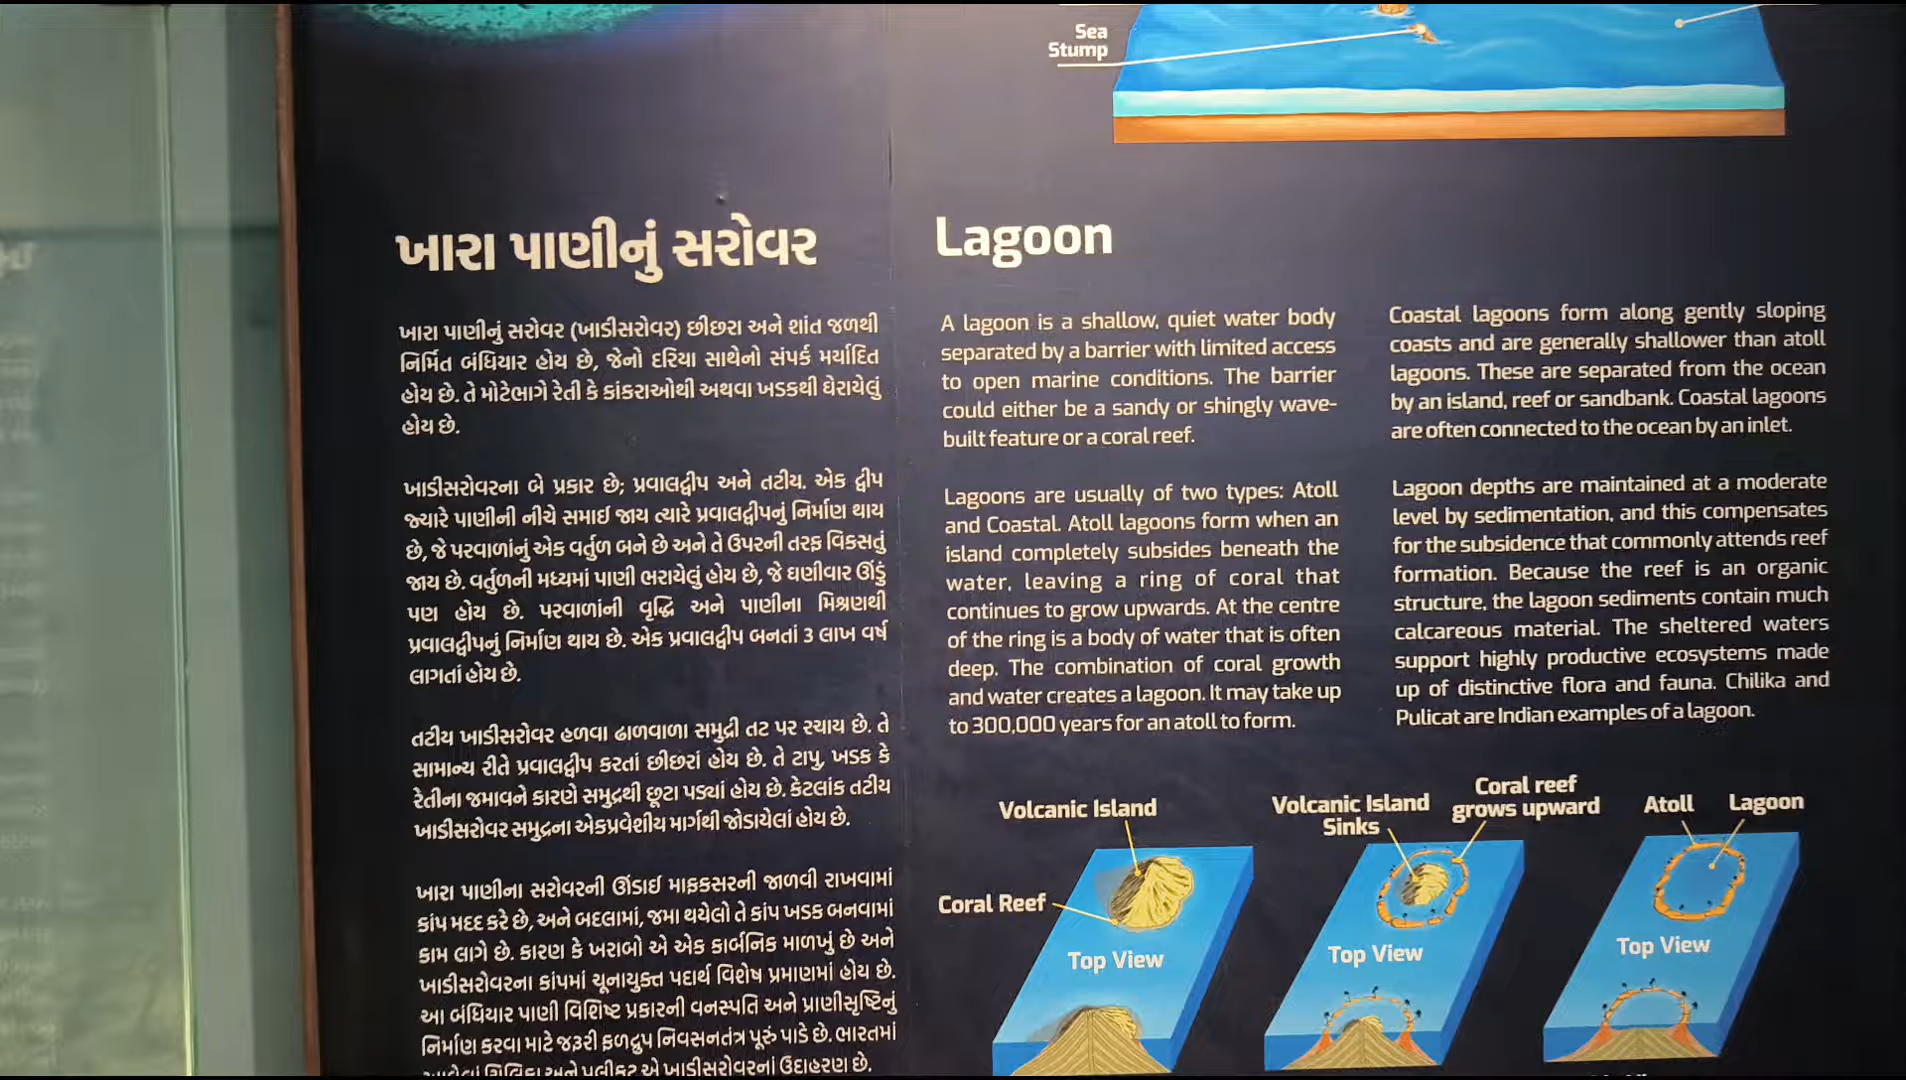 Sea
Stump
ખારા પાણીનું સરોવર
ખારા પાણીનું સરોવર (ખાડીસરોવર) છીછરા અને શાંત જળથી
નિર્મિત બંધિયાર હોય છે, જેનો દરિયા સાથેનો સંપર્ક મર્યાદિત
હોય છે. તે મોટેભાગે રેતી કે કાંકરાઓથી અથવા ખડકથી ઘેરાયેલું
હોય છે.
ખાડીસરોવરના બે પ્રકાર છે; પ્રવાલદ્વીપ અને તટીય. એક દ્વીપ
જ્યારે પાણીની નીચે સમાઈ જાય ત્યારે પ્રવાલદ્વીપનું નિર્માણ થાય
છે, જે પરવાળાંનું એક વર્તુળ બને છે અને તે ઉપરની તરફ વિકસતું
જાય છે. વર્તુળની મધ્યમાં પાણી ભરાયેલું હોય છે, જે ઘણીવાર ઊંડું
પણ હોય છે. પરવાળાંની વૃદ્ધિ અને પાણીના મિશ્રણથી
પ્રવાલદ્વીપનું નિર્માણ થાય છે. એક પ્રવાલદ્વીપ બનતાં 3 લાખ વર્ષ
લાગતાં હોય છે.
તટીય ખાડીસરોવર હળવા ઢાળવાળા સમુદ્રી તટ પર રચાય છે. તે
સામાન્ય રીતે પ્રવાલદ્વીપ કરતાં છીછરાં હોય છે. તે ટાપુ, ખડક કે
રેતીના જમાવને કારણે સમુદ્રથી છૂટા પડ્યાં હોય છે. કેટલાંક તટીય
ખાડીસરોવર સમુદ્રના એકપ્રવેશીય માર્ગથી જોડાયેલાં હોય છે.
ખારા પાણીના સરોવરની ઊંડાઈ માફકસરની જાળવી રાખવામાં
કાંપ મદદ કરે છે, અને બદલામાં, જમા થયેલો તે કાંપ ખડક બનવામાં
કામ લાગે છે. કારણ કે ખરાબો એ એક કાર્બનિક માળખું છે અને
ખાડીસરોવરના કાંપમાં ચૂનાયુક્ત પદાર્થ વિશેષ પ્રમાણમાં હોય છે.
આ બંધિયાર પાણી વિશિષ્ટ પ્રકારની વનસ્પતિ અને પ્રાણીસૃષ્ટિનું
નિર્માણ કરવા માટે જરૂરી ફળદ્રુપ નિવસનતંત્ર પૂરું પાડે છે. ભારતમાં
અને પુલીકટ એ ખાડીસરોવરનાં ઉદાહરણ છે.
Lagoon
A lagoon is a shallow, quiet water body
separated by a barrier with limited access
to open marine conditions. The barrier
could either be a sandy or shingly wave-
built feature or a coral reef.
Lagoons are usually of two types: Atoll
and Coastal. Atoll lagoons form when an
island completely subsides beneath the
water, leaving a ring of coral that
continues to grow upwards. At the centre
of the ring is a body of water that is often
deep. The combination of coral growth
and water creates a lagoon. It may take up
to 300,000 years for an atoll to form.
Coastal lagoons form along gently sloping
coasts and are generally shallower than atoll
lagoons. These are separated from the ocean
by an island, reef or sandbank. Coastal lagoons
are often connected to the ocean by an inlet.
Lagoon depths are maintained at a moderate
level by sedimentation, and this compensates
for the subsidence that commonly attends reef
formation. Because the reef is an organic
structure, the lagoon sediments contain much
calcareous material. The sheltered waters
support highly productive ecosystems made
up of distinctive flora and fauna. Chilika and
Pulicat are Indian examples of a lagoon.
Volcanic Island
Coral Reef
Top View
Volcanic Island
Sinks
Coral reef
grows upward
Top View
Atoll
Lagoon
Top View